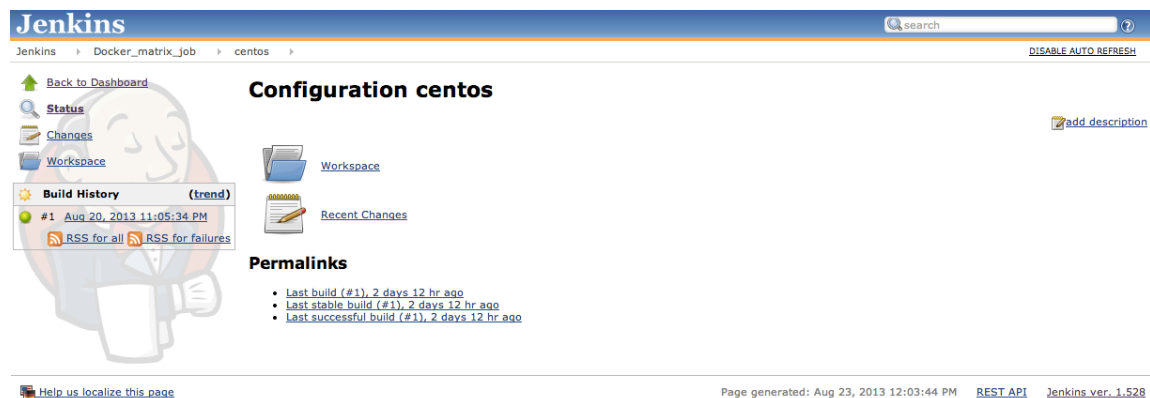 Jenkins
search
Jenkins Docker_matrix_job centos
DISABLE AUTO REFRESH
Back to Dashboard
Status
Changes
Workspace
Build History (trend)
#1 Aug 20, 2013 11:05:34 PM
RSS for all RSS for failures
Configuration centos
add description
Workspace
Recent Changes
Permalinks
Last build (#1), 2 days 12 hr ago
Last stable build (#1), 2 days 12 hr ago
Last successful build (#1), 2 days 12 hr ago
Help us localize this page
Page generated: Aug 23, 2013 12:03:44 PM REST API Jenkins ver. 1.528